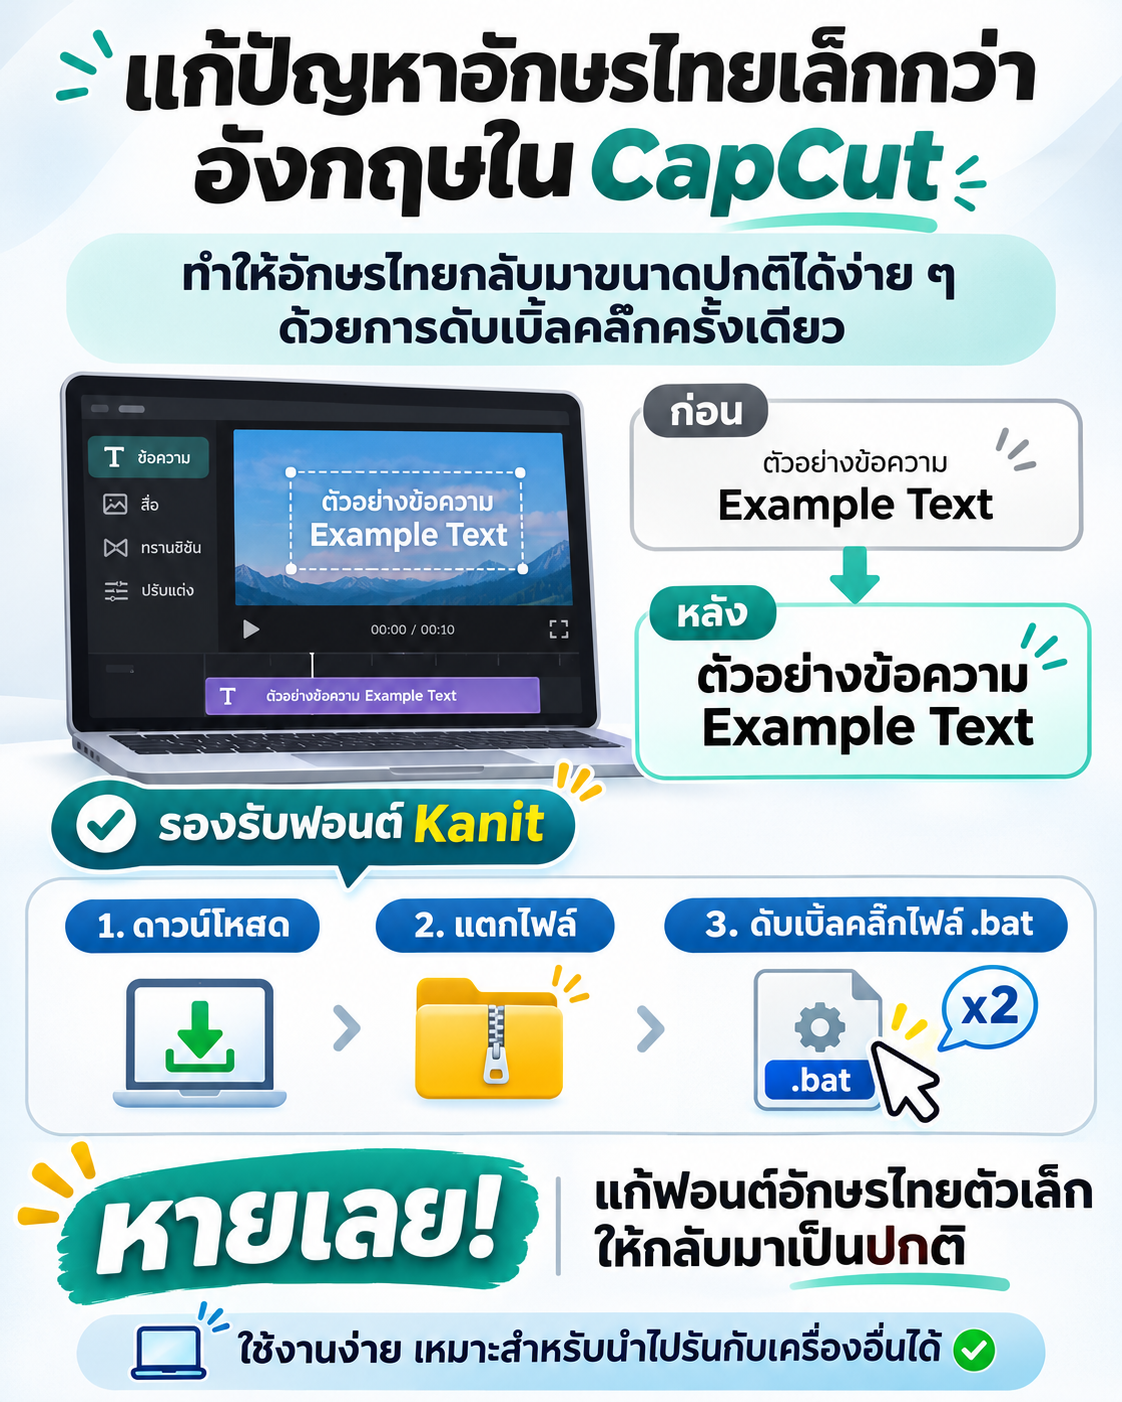 แก้ปัญหาอักษรไทยเล็กกว่า
อังกฤษใน CapCut
ทำให้อักษรไทยกลับมาขนาดปกติได้ง่าย ๆ
ด้วยการดับเบิ้ลคลิ๊กครั้งเดียว
T ข้อความ
สื่อ
ทรานซิชัน
ปรับแต่ง
ตัวอย่างข้อความ
Example Text
00:00 / 00:10
T ตัวอย่างข้อความ Example Text
ก่อน
ตัวอย่างข้อความ
Example Text
หลัง
ตัวอย่างข้อความ
Example Text
รองรับฟอนต์ Kanit
1. ดาวน์โหสด
2. แตกไฟล์
3. ดับเบิ้ลคลิ๊กไฟล์ .bat
x2
.bat
หายเลย!
แก้ฟอนต์อักษรไทยตัวเล็ก
ให้กลับมาเป็นปกติ
ใช้งานง่าย เหมาะสำหรับนำไปรันกับเครื่องอื่นได้